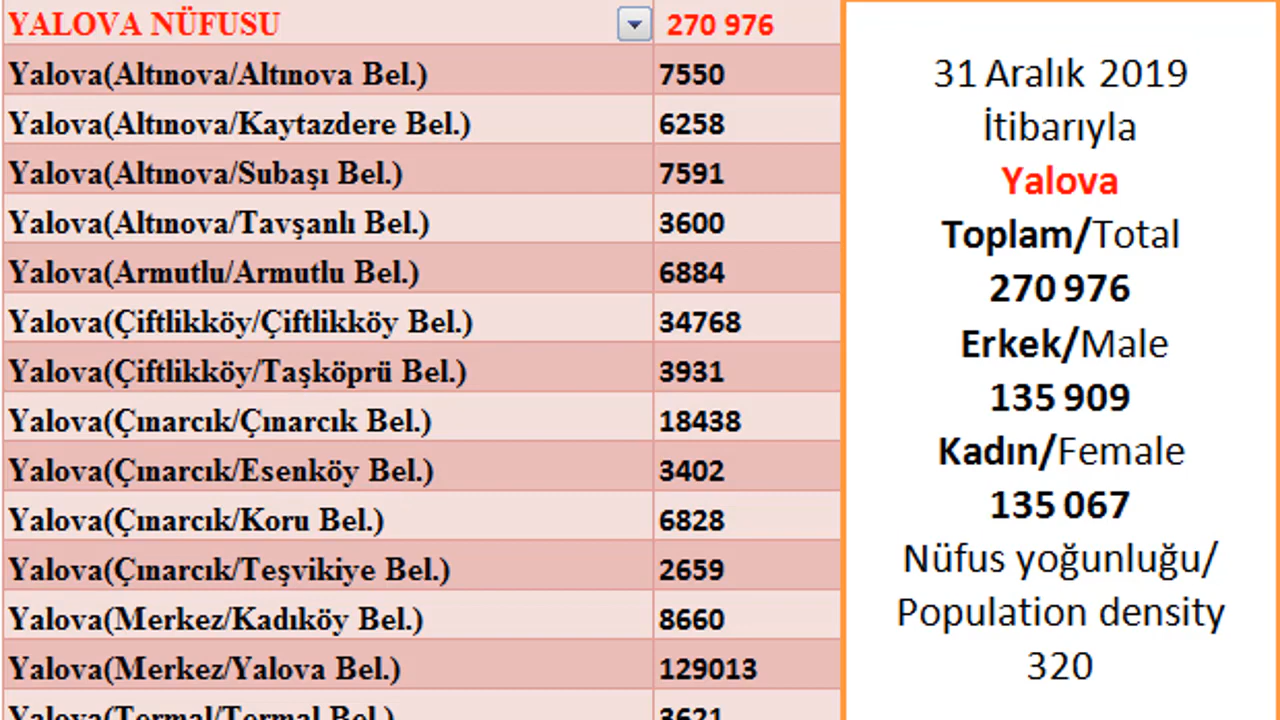 YALOVA NÜFUSU 270 976
Yalova(Altınova/Altınova Bel.) 7550
Yalova(Altınova/Kaytazdere Bel.) 6258
Yalova(Altınova/Subaşı Bel.) 7591
Yalova(Altınova/Tavşanlı Bel.) 3600
Yalova(Armutlu/Armutlu Bel.) 6884
Yalova(Çiftlikköy/Çiftlikköy Bel.) 34768
Yalova(Çiftlikköy/Taşköprü Bel.) 3931
Yalova(Çınarcık/Çınarcık Bel.) 18438
Yalova(Çınarcık/Esenköy Bel.) 3402
Yalova(Çınarcık/Koru Bel.) 6828
Yalova(Çınarcık/Teşvikiye Bel.) 2659
Yalova(Merkez/Kadıköy Bel.) 8660
Yalova(Merkez/Yalova Bel.) 129013
Yalova(Termal/Termal Bel.) 3621
31 Aralık 2019
İtibarıyla
Yalova
Toplam/Total
270 976
Erkek/Male
135 909
Kadın/Female
135 067
Nüfus yoğunluğu/
Population density
320